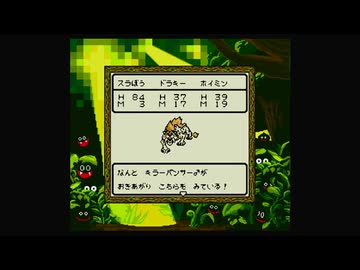 スラぼう ドラキー ホイミン
H 84 H 37 H 39
M 3 M 17 M 19
なんと キラーパンサー♂が
おきあがり こちらを みている！